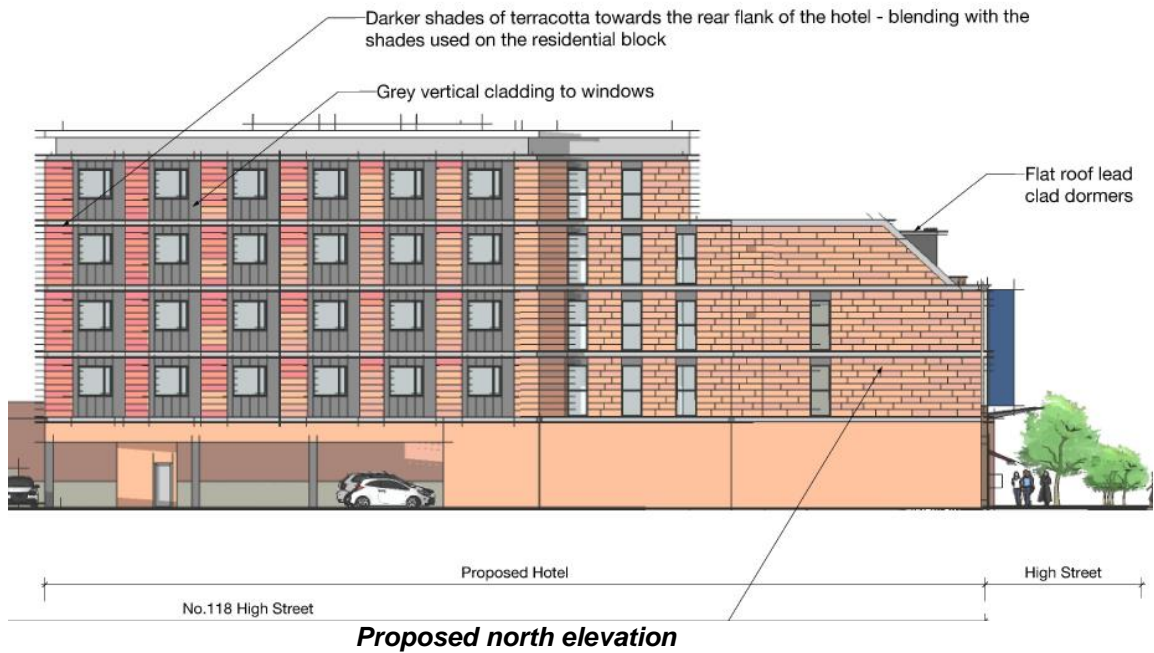 Darker shades of terracotta towards the rear flank of the hotel - blending with the
shades used on the residential block
Grey vertical cladding to windows
Flat roof lead
clad dormers
Proposed Hotel
High Street
No.118 High Street
Proposed north elevation